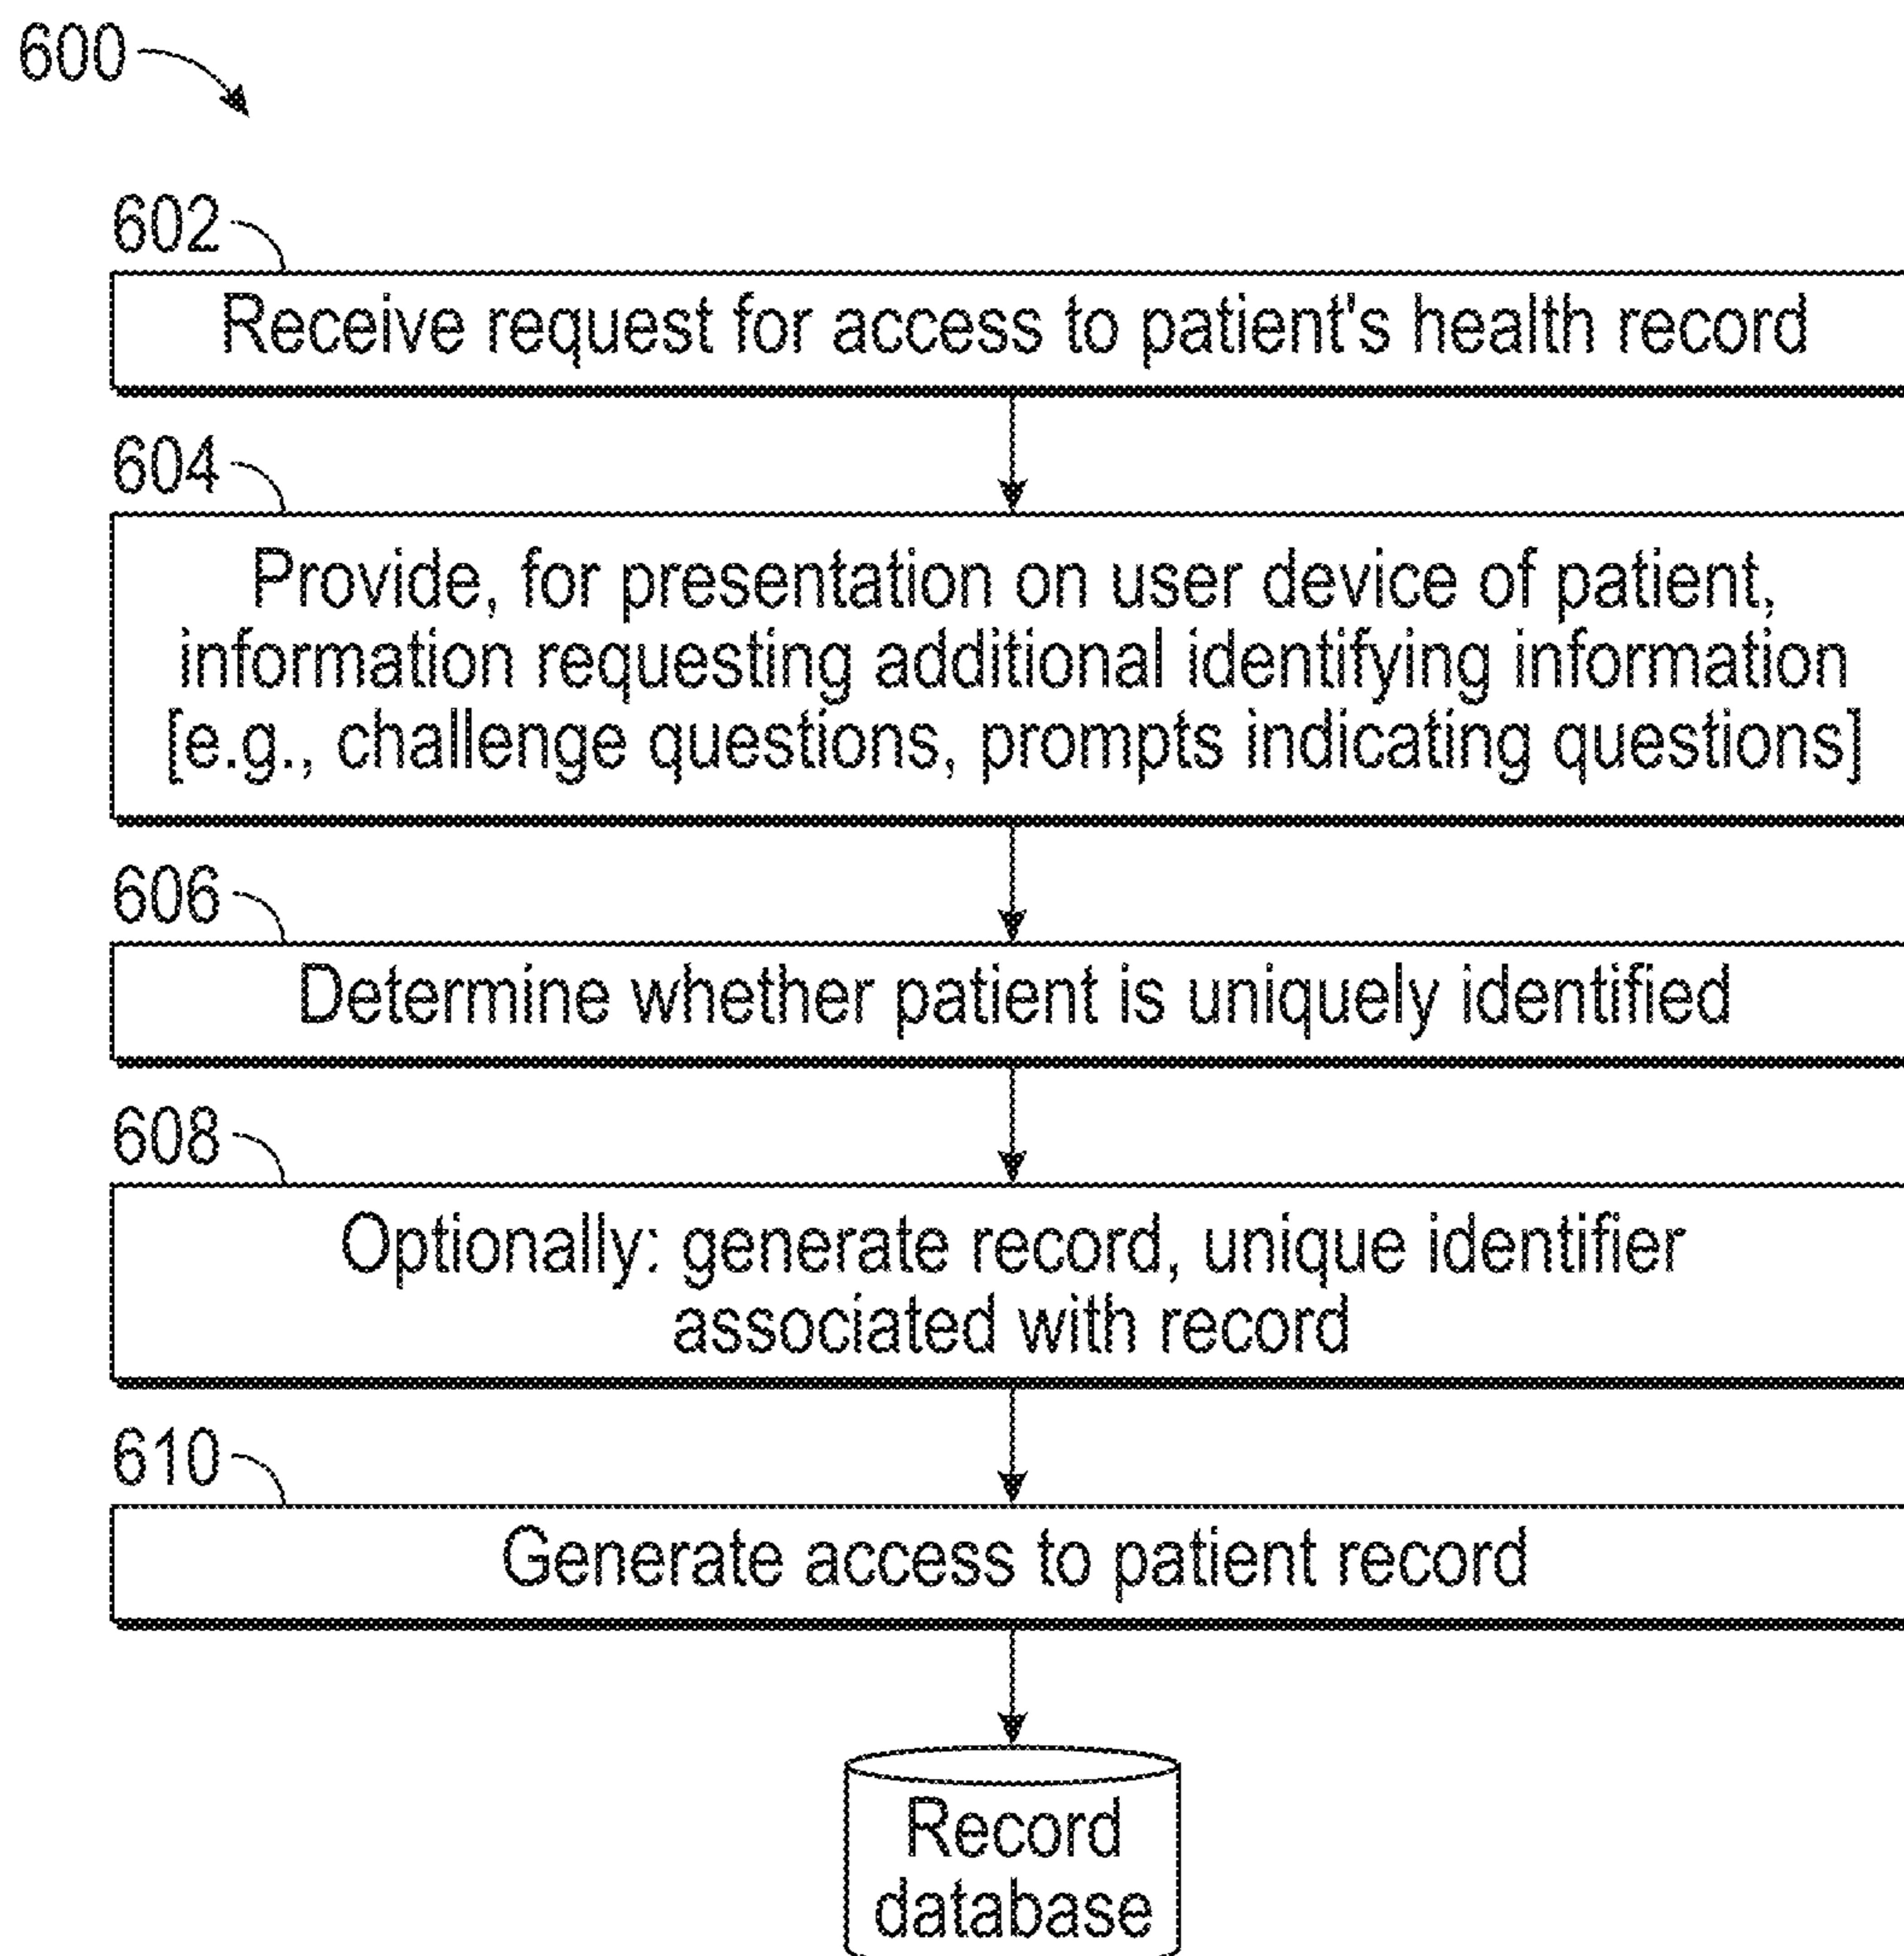 600
602
Receive request for access to patient's health record
604
Provide, for presentation on user device of patient,
information requesting additional identifying information
[e.g., challenge questions, prompts indicating questions]
606
Determine whether patient is uniquely identified
608
Optionally: generate record, unique identifier
associated with record
610
Generate access to patient record
Record
database